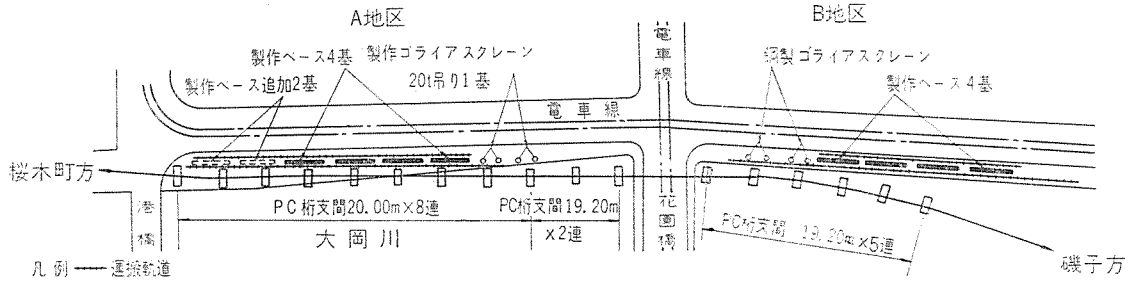 A地区
B地区
製作ベース4基
製作ゴライアスクレーン
20t吊り1基
製作ベース追加2基
電車線
電車線
鋼製ゴライアスクレーン
製作ベース4基
桜木町方
港橋
PC桁支間20.00m×8連
PC桁支間19.20m
×2連
大岡川
花園橋
PC桁支間 19.20m×5連
磯子方
凡例 運搬軌道